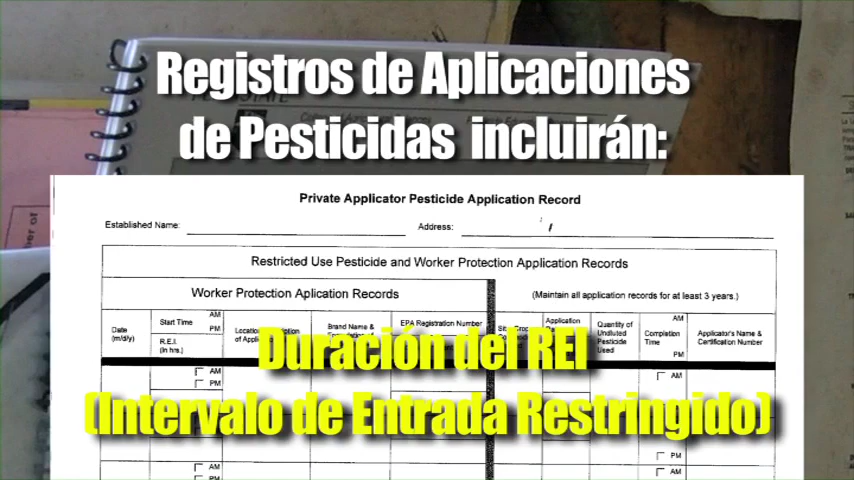 Registros de Aplicaciones
de Pesticidas incluirán:
Private Applicator Pesticide Application Record
Established Name:
Address:
Restricted Use Pesticide and Worker Protection Application Records
Worker Protection Aplication Records
(Maintain all application records for at least 3 years.)
Date
(m/d/y)
Start Time
AM
PM
R.E.I.
(In hrs.)
of
Brand Name &
EPA Registration Number
Application
Quantity of
Undiluted
Pesticide
Used
Completion
Time
AM
PM
Applicator's Name &
Certification Number
Duración del REI
(Intervalo de Entrada Restringido)
AM
PM
AM
PM
AM
AM
PM